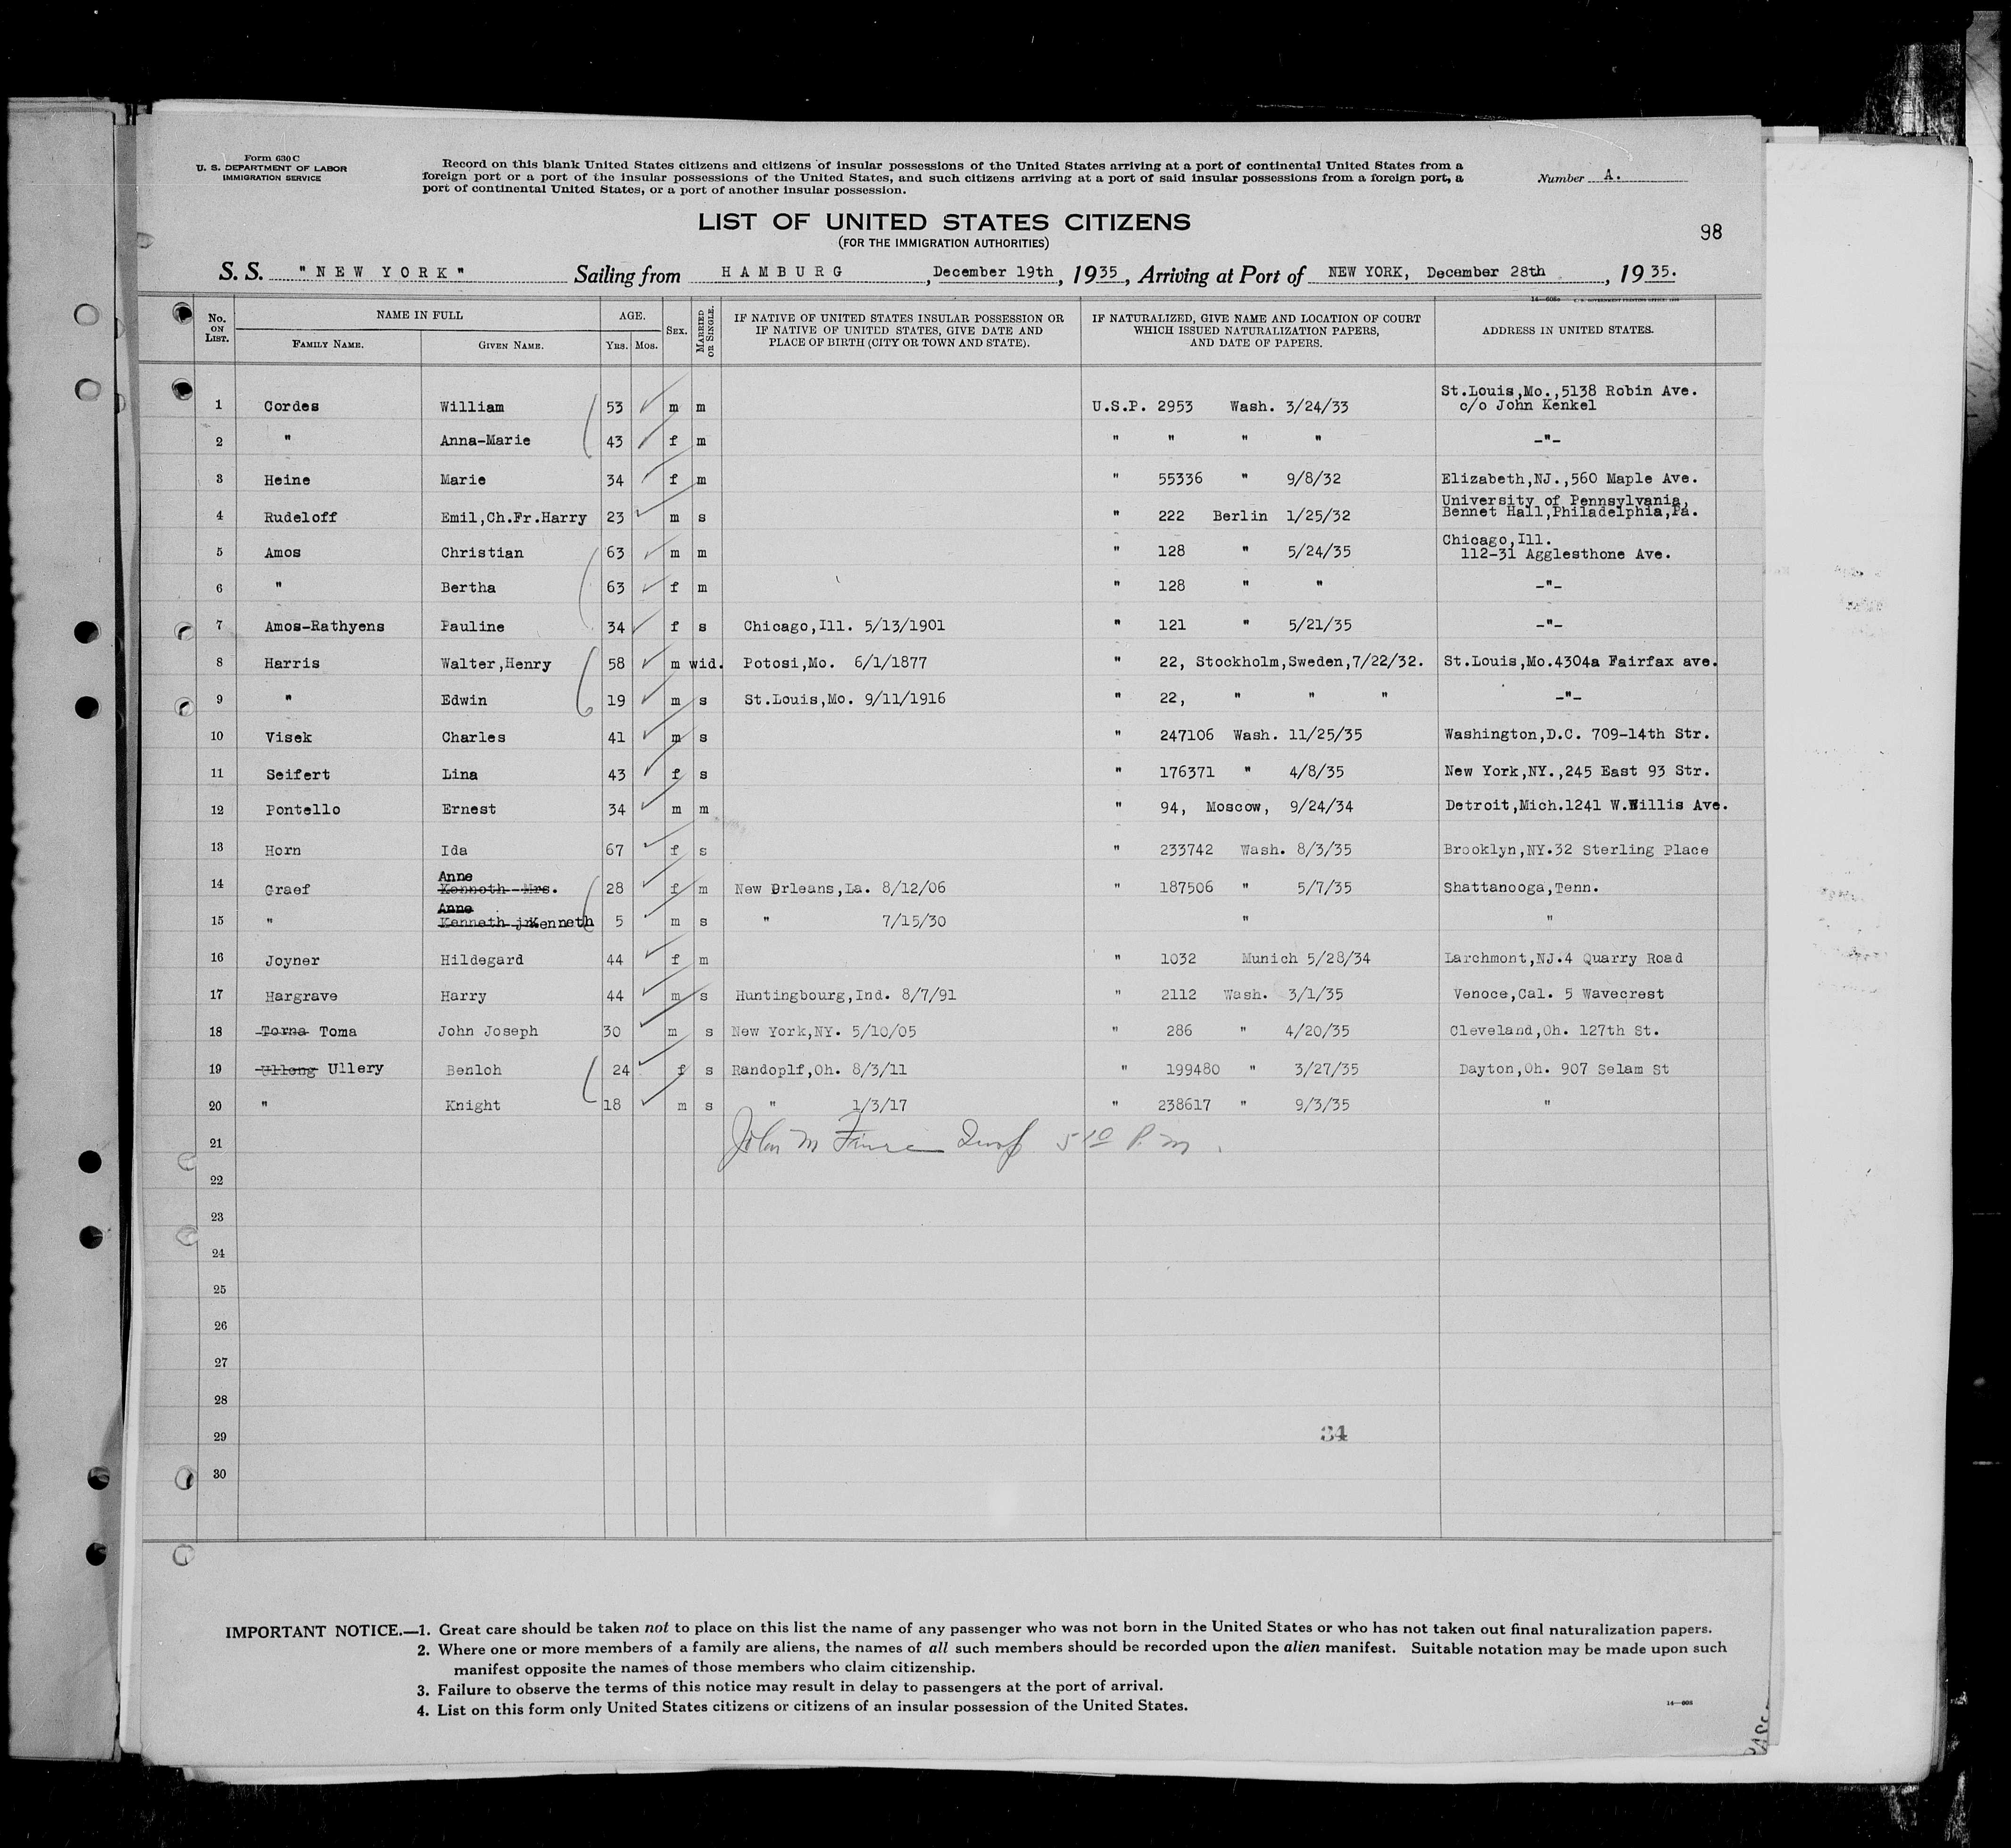 Form 630 C
U. S. DEPARTMENT OF LABOR
IMMIGRATION SERVICE
Record on this blank United States citizens and citizens of insular possessions of the United States arriving at a port of continental United States from a
foreign port or a port of the insular possessions of the United States, and such citizens arriving at a port of said insular possessions from a foreign port, a
port of continental United States, or a port of another insular possession.
Number A.
LIST OF UNITED STATES CITIZENS
(FOR THE IMMIGRATION AUTHORITIES)
98
S. S. "NEW YORK" Sailing from HAMBURG, December 19th, 1935, Arriving at Port of NEW YORK, December 28th, 1935.
No. ON LIST. NAME IN FULL FAMILY NAME. GIVEN NAME. AGE. YRS. MOS. SEX. MARRIED OR SINGLE. IF NATIVE OF UNITED STATES INSULAR POSSESSION OR IF NATIVE OF UNITED STATES, GIVE DATE AND PLACE OF BIRTH (CITY OR TOWN AND STATE). IF NATURALIZED, GIVE NAME AND LOCATION OF COURT WHICH ISSUED NATURALIZATION PAPERS, AND DATE OF PAPERS. ADDRESS IN UNITED STATES.
1 Cordes William 53 m m U.S.P. 2953 Wash. 3/24/33 St.Louis,Mo.,5138 Robin Ave. c/o John Kenkel
2 " Anna-Marie 43 f m " " " " -"-
3 Heine Marie 34 f m " 55336 " 9/8/32 Elizabeth,NJ.,560 Maple Ave.
4 Rudeloff Emil,Ch.Fr.Harry 23 m s " 222 Berlin 1/25/32 University of Pennsylvania, Bennet Hall,Philadelphia,Pa.
5 Amos Christian 63 m m " 128 " 5/24/35 Chicago,Ill. 112-31 Agglesthone Ave.
6 " Bertha 63 f m " 128 " " -"-
7 Amos-Rathyens Pauline 34 f s Chicago,Ill. 5/13/1901 " 121 " 5/21/35 -"-
8 Harris Walter,Henry 58 m wid. Potosi,Mo. 6/1/1877 " 22, Stockholm,Sweden,7/22/32. St.Louis,Mo.4304a Fairfax ave.
9 " Edwin 19 m s St.Louis,Mo. 9/11/1916 " 22, " " " -"-
10 Visek Charles 41 m s " 247106 Wash. 11/25/35 Washington,D.C. 709-14th Str.
11 Seifert Lina 43 f s " 176371 " 4/8/35 New York,NY.,245 East 93 Str.
12 Pontello Ernest 34 m m " 94, Moscow, 9/24/34 Detroit,Mich.1241 W.Willis Ave.
13 Horn Ida 67 f s " 233742 Wash. 8/3/35 Brooklyn,NY.32 Sterling Place
14 Graef Anne Kenneth Mrs. 28 f m New Orleans,La. 8/12/06 " 187506 " 5/7/35 Shattanooga,Tenn.
15 " Anne Kenneth jr Kenneth 5 m s " 7/15/30 " "
16 Joyner Hildegard 44 f m " 1032 Munich 5/28/34 Larchmont,NJ.4 Quarry Road
17 Hargrave Harry 44 m s Huntingbourg,Ind. 8/7/91 " 2112 Wash. 3/1/35 Venoce,Cal. 5 Wavecrest
18 Torna Toma John Joseph 30 m s New York,NY. 5/10/05 " 286 " 4/20/35 Cleveland,Oh. 127th St.
19 Ulleng Ullery Benloh 24 f s Randoplf,Oh. 8/3/11 " 199480 " 3/27/35 Dayton,Oh. 907 Selam St
20 " Knight 18 m s " 1/3/17 " 238617 " 9/3/35 "
21 John M 5 10 P. M.
22
23
24
25
26
27
28
29 34
30
IMPORTANT NOTICE.—1. Great care should be taken not to place on this list the name of any passenger who was not born in the United States or who has not taken out final naturalization papers.
2. Where one or more members of a family are aliens, the names of all such members should be recorded upon the alien manifest. Suitable notation may be made upon such
manifest opposite the names of those members who claim citizenship.
3. Failure to observe the terms of this notice may result in delay to passengers at the port of arrival.
4. List on this form only United States citizens or citizens of an insular possession of the United States.
14—608